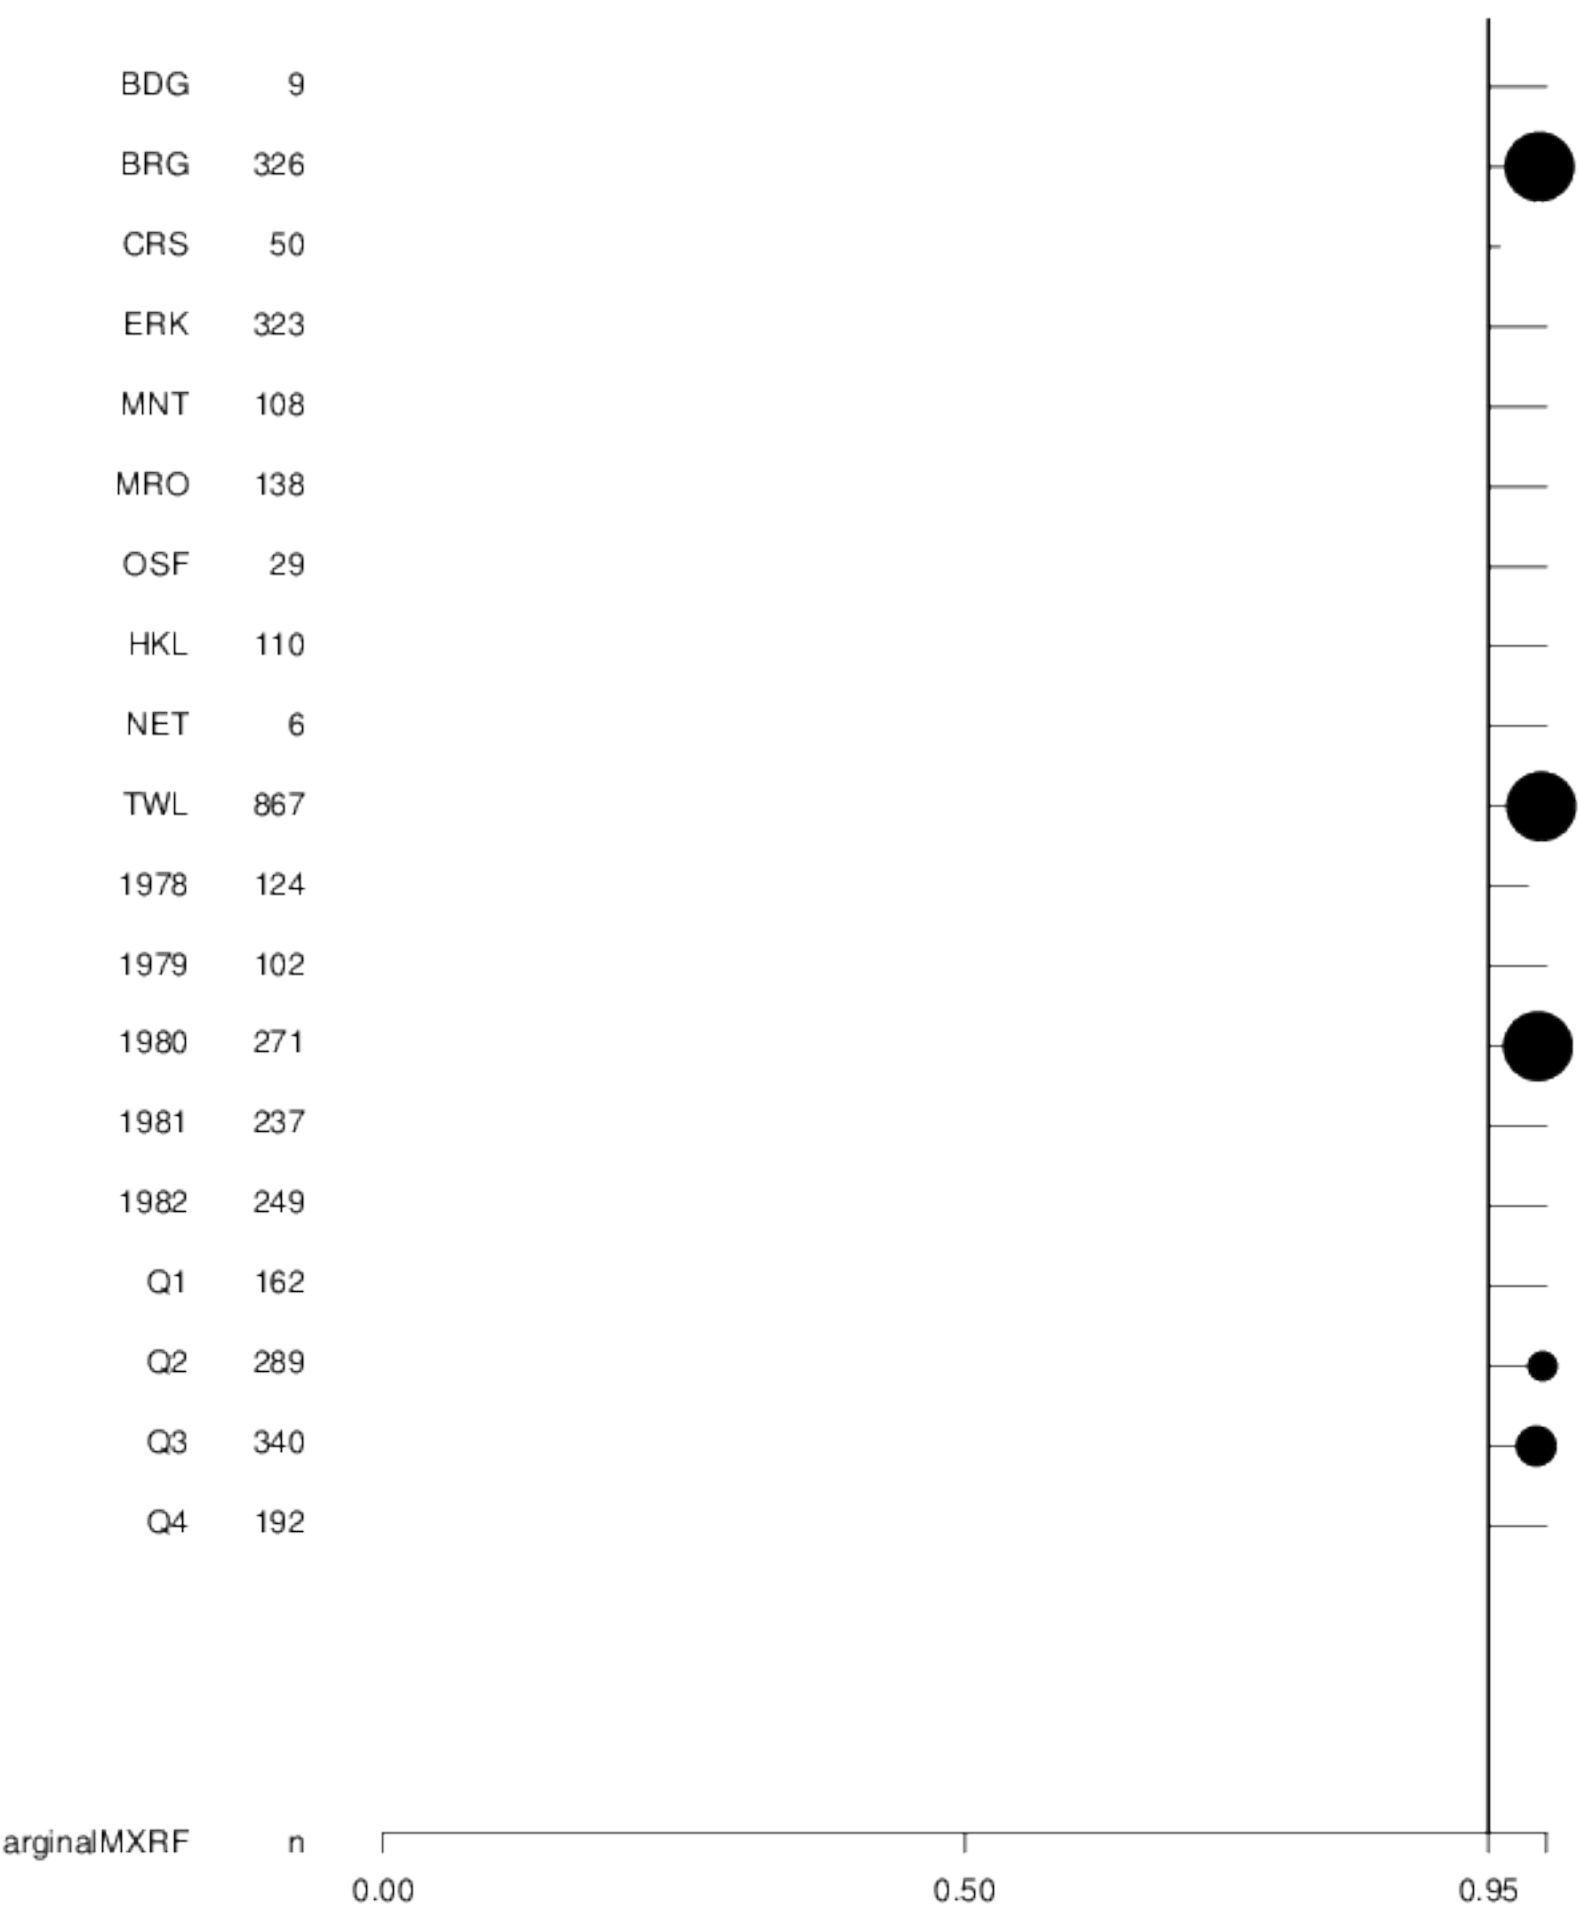 BDG 9
BRG 326
CRS 50
ERK 323
MNT 108
MRO 138
OSF 29
HKL 110
NET 6
TWL 867
1978 124
1979 102
1980 271
1981 237
1982 249
Q1 162
Q2 289
Q3 340
Q4 192
arginalMXRF n
0.00 0.50 0.95